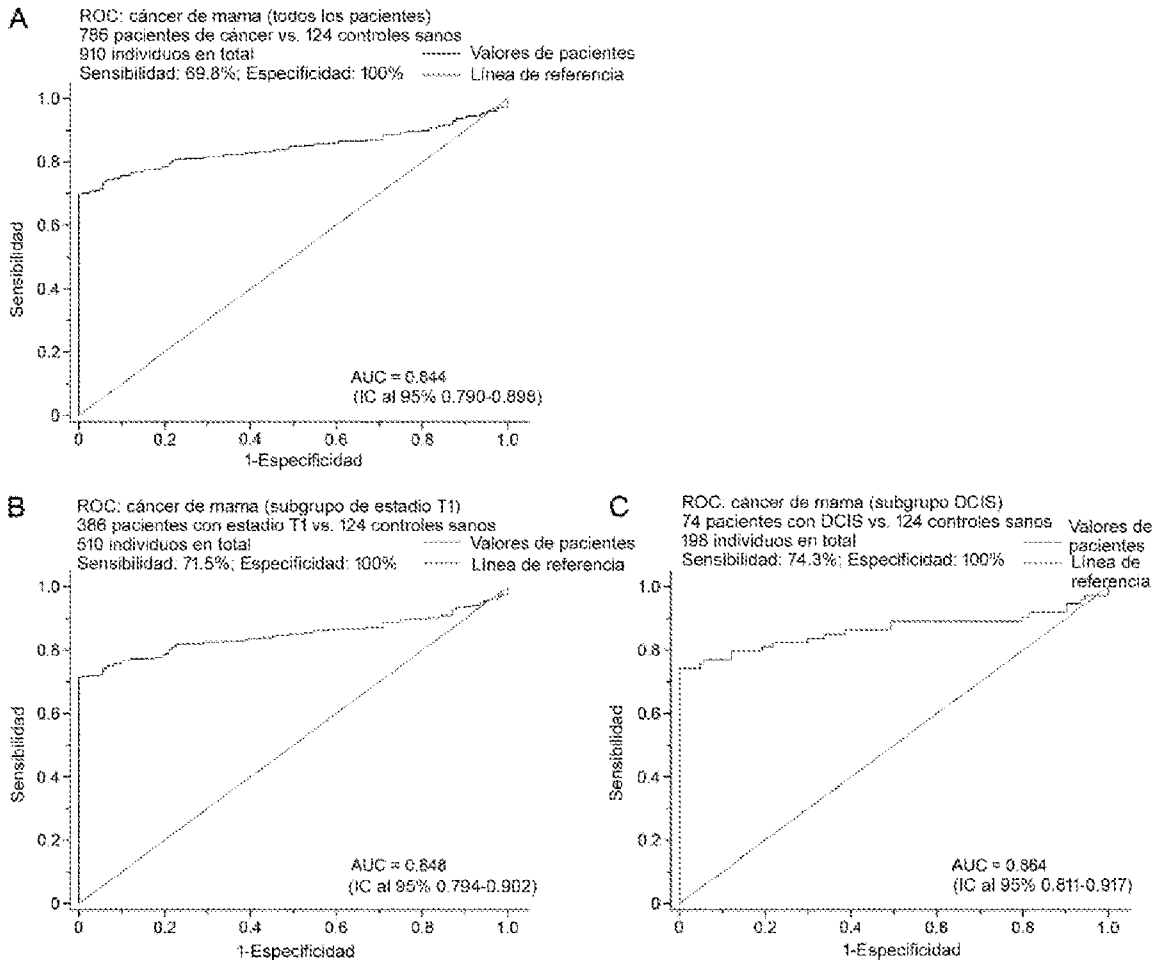 A
ROC: cáncer de mama (todos los pacientes)
786 pacientes de cáncer vs. 124 controles sanos
910 individuos en total
Sensibilidad: 69.8%; Especificidad: 100%
Valores de pacientes
Línea de referencia
1.0
0.8
0.6
0.4
0.2
0
Sensibilidad
AUC = 0.844
(IC al 95% 0.790-0.898)
0 0.2 0.4 0.6 0.8 1.0
1-Especificidad
B
ROC: cáncer de mama (subgrupo de estadio T1)
386 pacientes con estadio T1 vs. 124 controles sanos
510 individuos en total
Sensibilidad: 71.5%; Especificidad: 100%
Valores de pacientes
Línea de referencia
1.0
0.8
0.6
0.4
0.2
0
Sensibilidad
AUC = 0.848
(IC al 95% 0.794-0.902)
0 0.2 0.4 0.6 0.8 1.0
1-Especificidad
C
ROC: cáncer de mama (subgrupo DCIS)
74 pacientes con DCIS vs. 124 controles sanos
198 individuos en total
Sensibilidad: 74.3%; Especificidad: 100%
Valores de
pacientes
Línea de
referencia
1.0
0.8
0.6
0.4
0.2
0
Sensibilidad
AUC = 0.864
(IC al 95% 0.811-0.917)
0 0.2 0.4 0.6 0.8 1.0
1-Especificidad